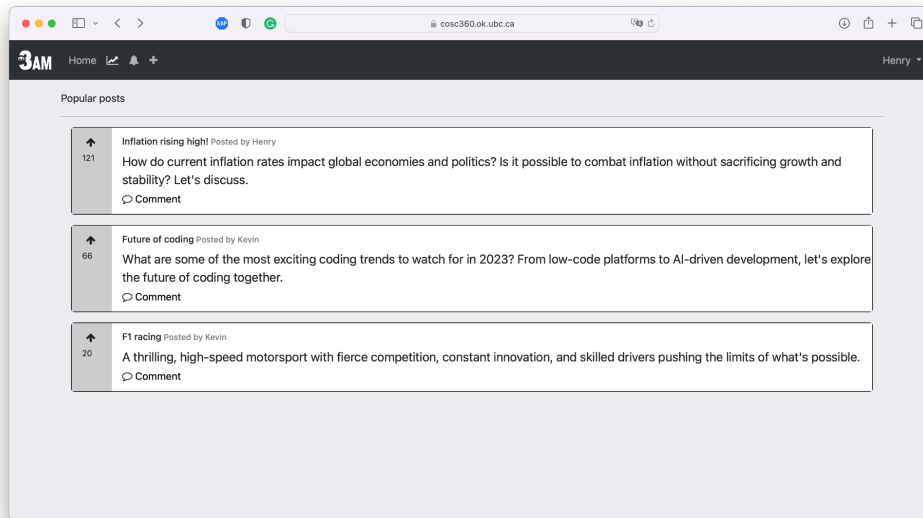 ABP
cosc360.ok.ubc.ca
3AM Home Henry
Popular posts
Inflation rising high! Posted by Henry
121
How do current inflation rates impact global economies and politics? Is it possible to combat inflation without sacrificing growth and
stability? Let's discuss.
Comment
Future of coding Posted by Kevin
66
What are some of the most exciting coding trends to watch for in 2023? From low-code platforms to AI-driven development, let's explore
the future of coding together.
Comment
F1 racing Posted by Kevin
20
A thrilling, high-speed motorsport with fierce competition, constant innovation, and skilled drivers pushing the limits of what's possible.
Comment